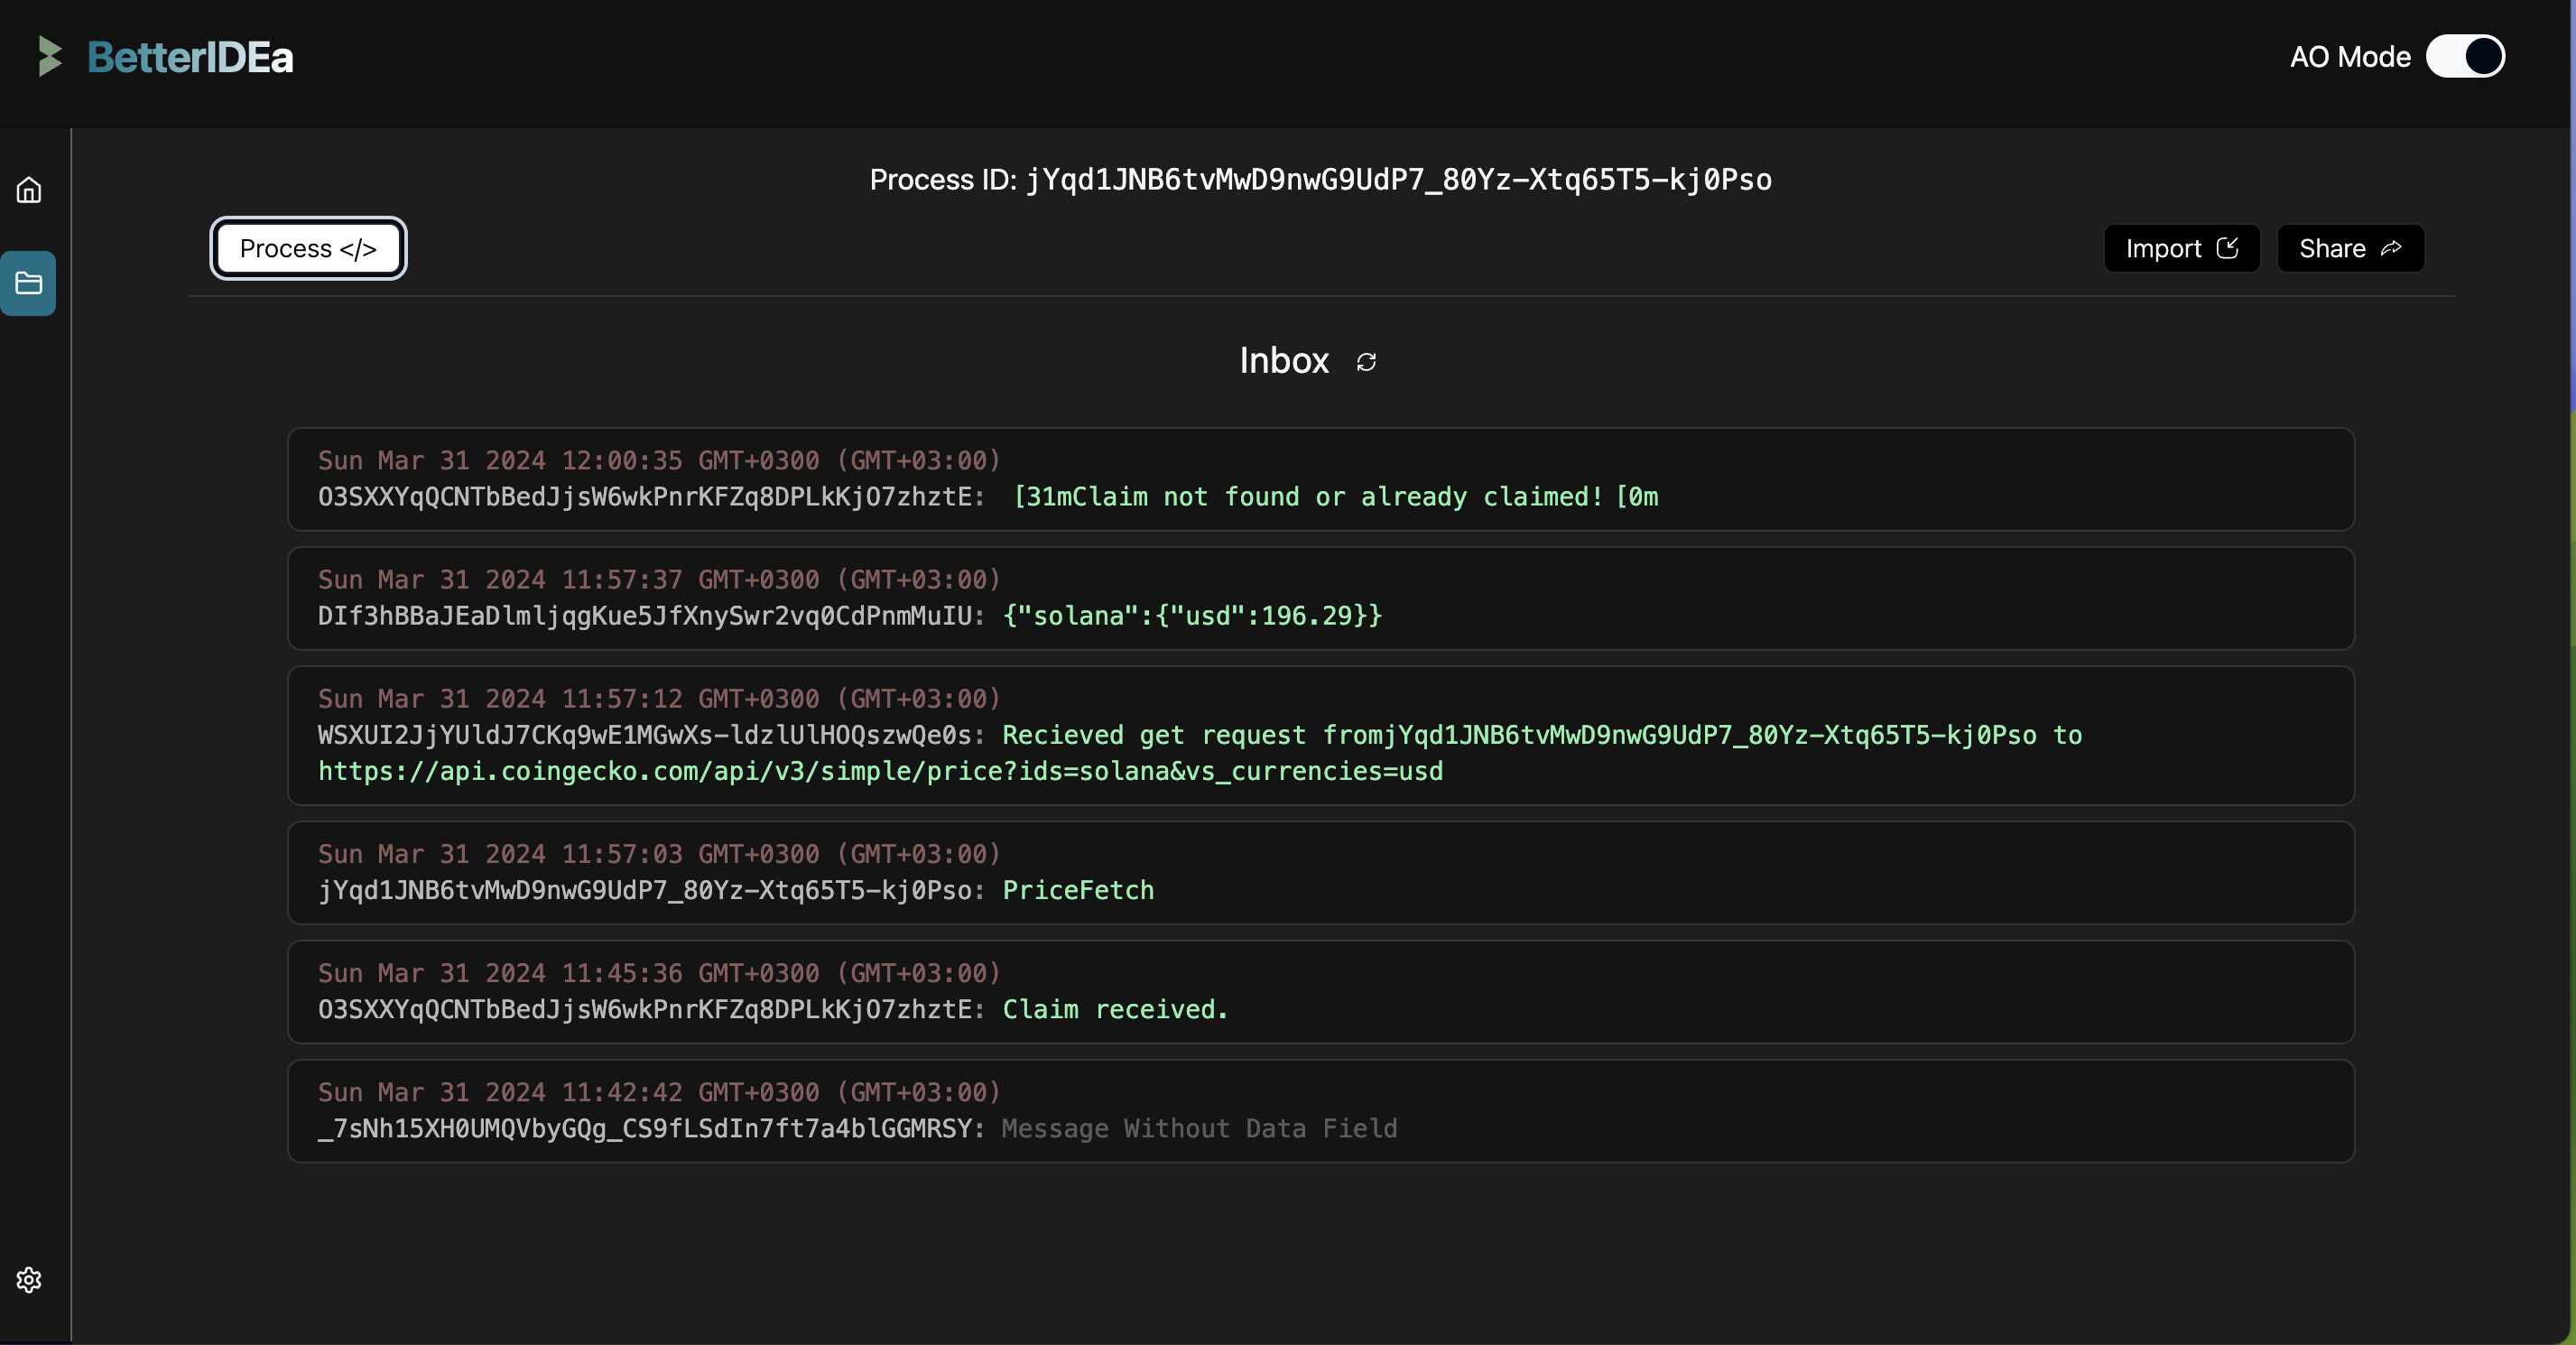 BetterIDEa
AO Mode
Process ID: jYqd1JNB6tvMwD9nwG9UdP7_80Yz-Xtq65T5-kj0Pso
Process </>
Import
Share
Inbox
Sun Mar 31 2024 12:00:35 GMT+0300 (GMT+03:00)
O3SXXYqQCNTbBedJjsW6wkPnrKFZq8DPLkKjO7zhztE: [31mClaim not found or already claimed![0m
Sun Mar 31 2024 11:57:37 GMT+0300 (GMT+03:00)
DIf3hBBaJEaDlmljqgKue5JfXnySwr2vq0CdPnmMuIU: {"solana":{"usd":196.29}}
Sun Mar 31 2024 11:57:12 GMT+0300 (GMT+03:00)
WSXUI2JjYUldJ7CKq9wE1MGwXs-ldzlUlHOQszwQe0s: Recieved get request fromjYqd1JNB6tvMwD9nwG9UdP7_80Yz-Xtq65T5-kj0Pso to
https://api.coingecko.com/api/v3/simple/price?ids=solana&vs_currencies=usd
Sun Mar 31 2024 11:57:03 GMT+0300 (GMT+03:00)
jYqd1JNB6tvMwD9nwG9UdP7_80Yz-Xtq65T5-kj0Pso: PriceFetch
Sun Mar 31 2024 11:45:36 GMT+0300 (GMT+03:00)
O3SXXYqQCNTbBedJjsW6wkPnrKFZq8DPLkKjO7zhztE: Claim received.
Sun Mar 31 2024 11:42:42 GMT+0300 (GMT+03:00)
_7sNh15XH0UMQVbyGQg_CS9fLSdIn7ft7a4blGGMRSY: Message Without Data Field